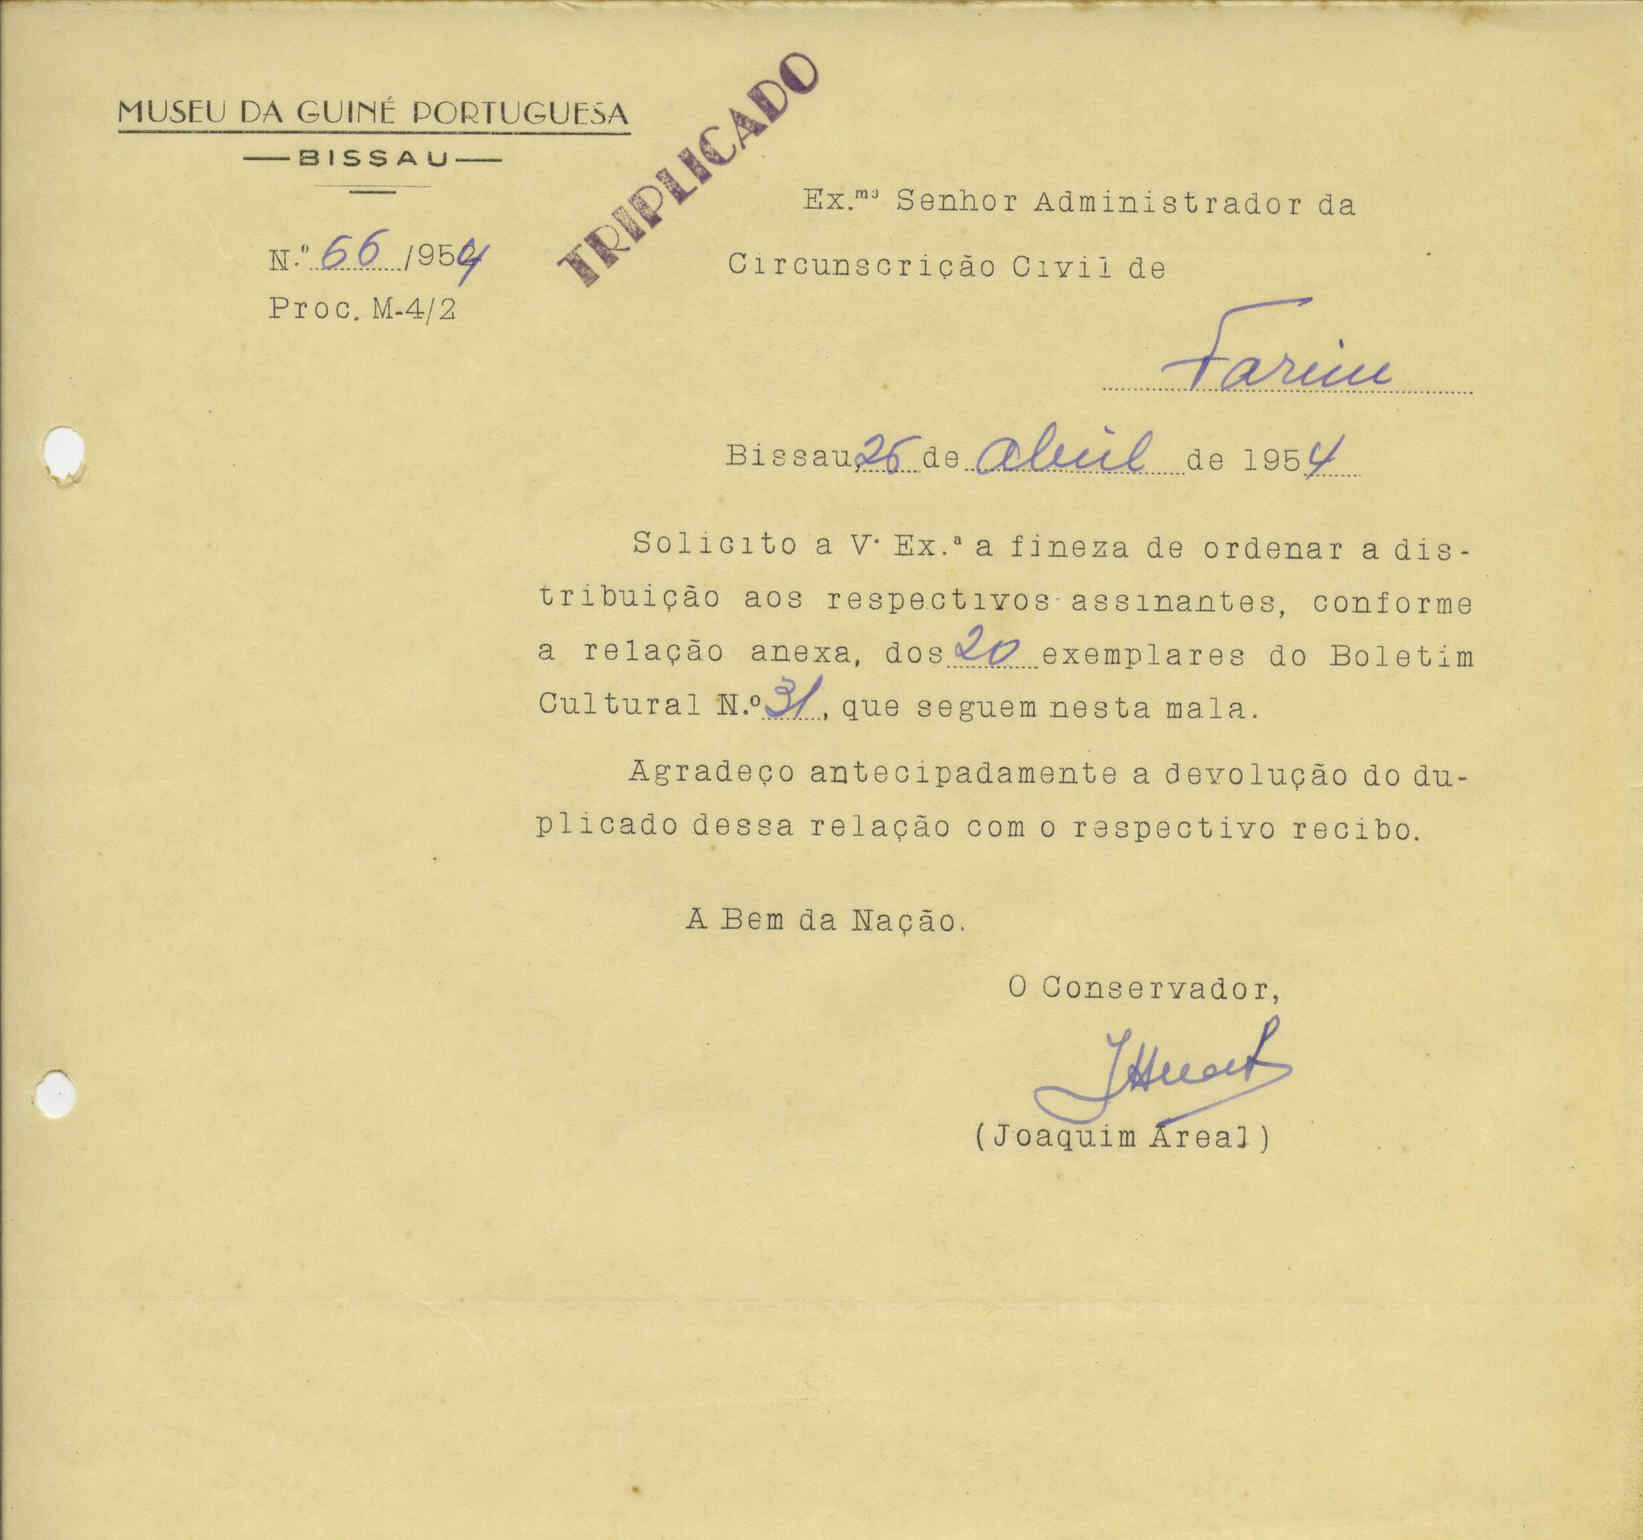 MUSEU DA GUINÉ PORTUGUESA
BISSAU
TRIPLICADO
N.º 66 /954
Proc. M-4/2
Ex.mo Senhor Administrador da
Circunscrição Civil de
Farim
Bissau, 26 de Abril de 1954
Solicito a V. Ex.ª a fineza de ordenar a dis-
tribuição aos respectivos assinantes, conforme
a relação anexa, dos 20 exemplares do Boletim
Cultural N.º 31, que seguem nesta mala.
Agradeço antecipadamente a devolução do du-
plicado dessa relação com o respectivo recibo.
A Bem da Nação.
O Conservador,
(Joaquim Areal)